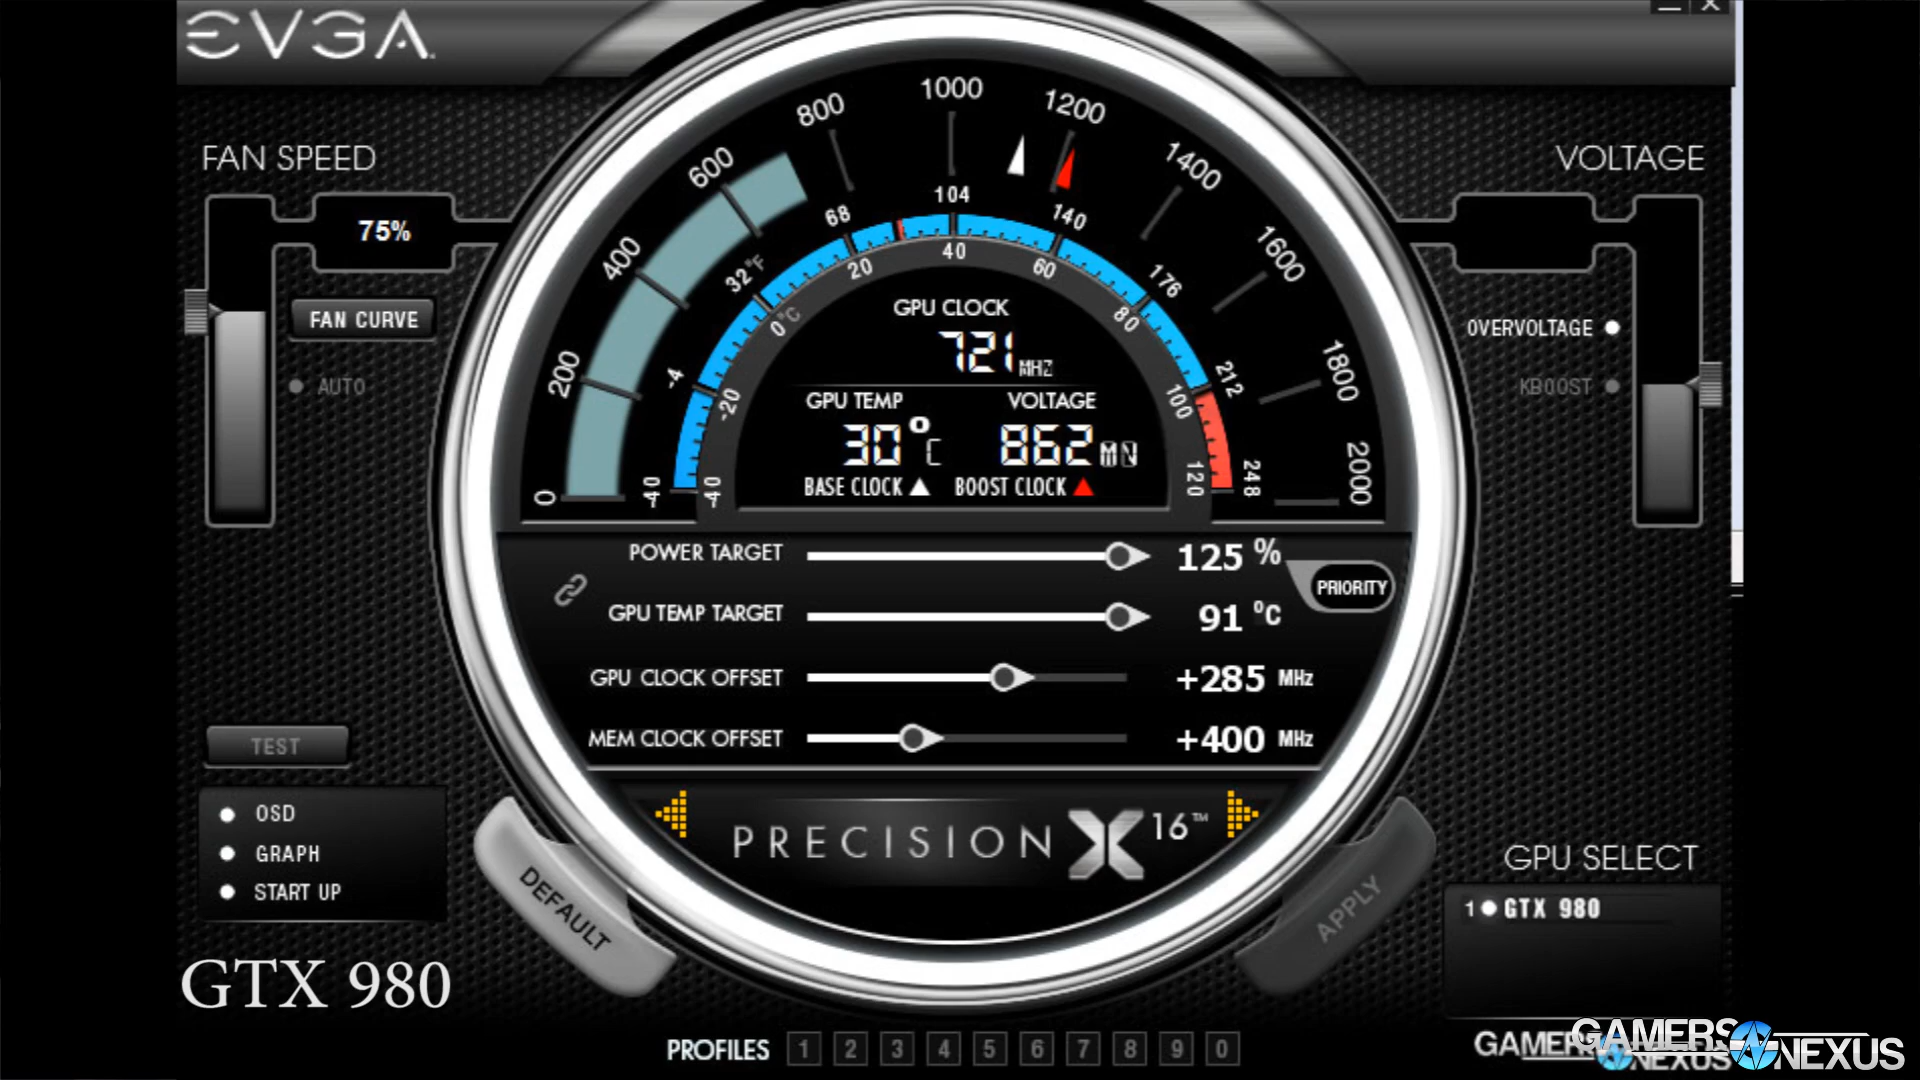 EVGA
FAN SPEED
75%
FAN CURVE
AUTO
VOLTAGE
OVERVOLTAGE
KBOOST
0 200 400 600 800 1000 1200 1400 1600 1800 2000
-40 -4 32°F 68 104 140 176 212 248
-40 -20 0°C 20 40 60 80 100 120
GPU CLOCK
721 MHZ
GPU TEMP VOLTAGE
30°C 862
BASE CLOCK BOOST CLOCK
POWER TARGET 125 %
PRIORITY
GPU TEMP TARGET 91 °C
GPU CLOCK OFFSET +285 MHz
MEM CLOCK OFFSET +400 MHz
TEST
OSD
GRAPH
START UP
PRECISION X 16™
DEFAULT
APPLY
GPU SELECT
1 GTX 980
GTX 980
PROFILES 1 2 3 4 5 6 7 8 9 0
GAMERS NEXUS
GAMERS NEXUS